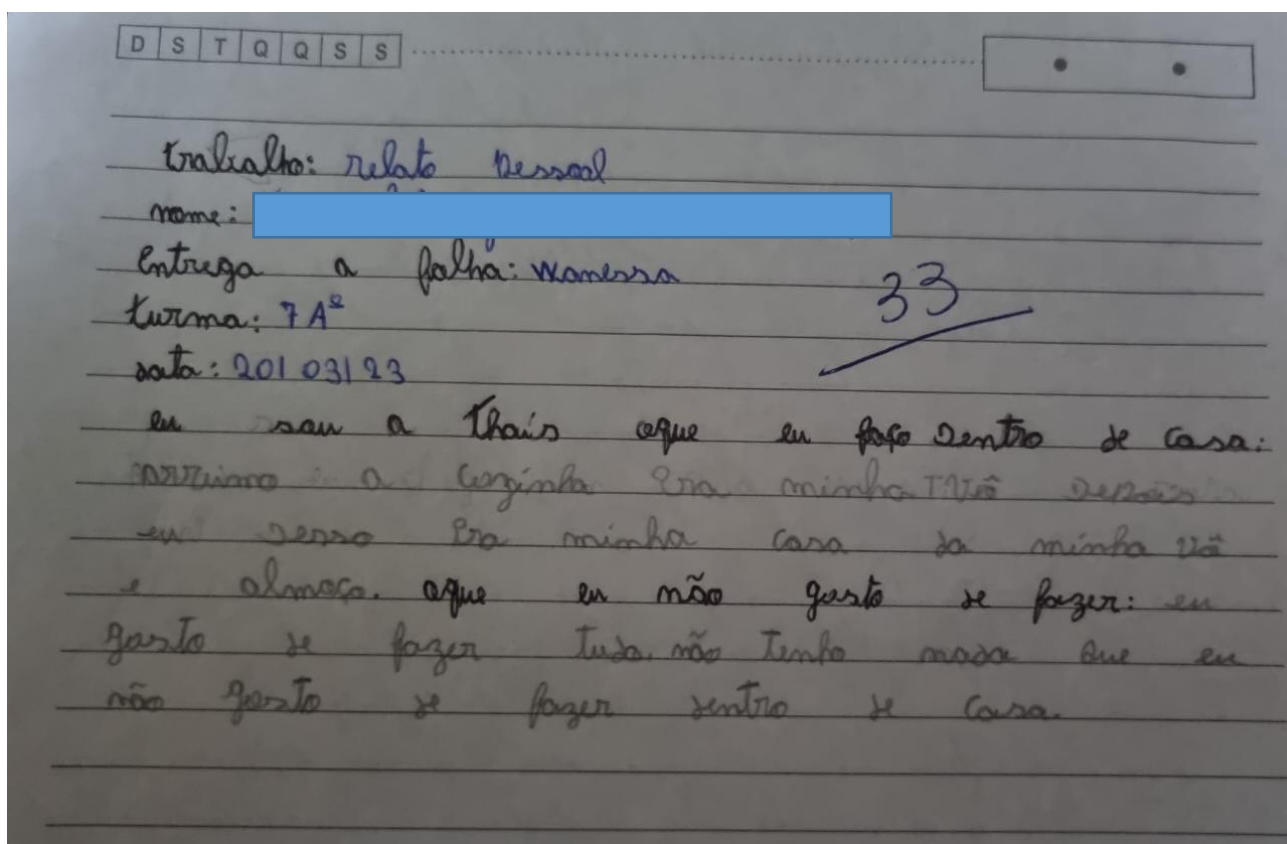 D S T Q Q S S
trabalho: relato pessoal
nome:
entrega a folha: Wanessa
turma: 7 Aº
data: 20/03/23
33
eu sou a Thaís oque eu faço dentro de casa:
arrumo a cozinha Pra minha Vó depois
eu desso Pra minha casa da minha vó
e almoço. oque eu não gosto de fazer: eu
gosto de fazer tudo. não Tenho nada que eu
não gosto de fazer dentro de casa.